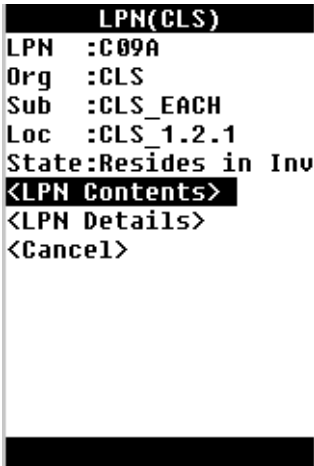 LPN(CLS)
LPN :C09A
Org :CLS
Sub :CLS_EACH
Loc :CLS_1.2.1
State:Resides in Inv
<LPN Contents>
<LPN Details>
<Cancel>